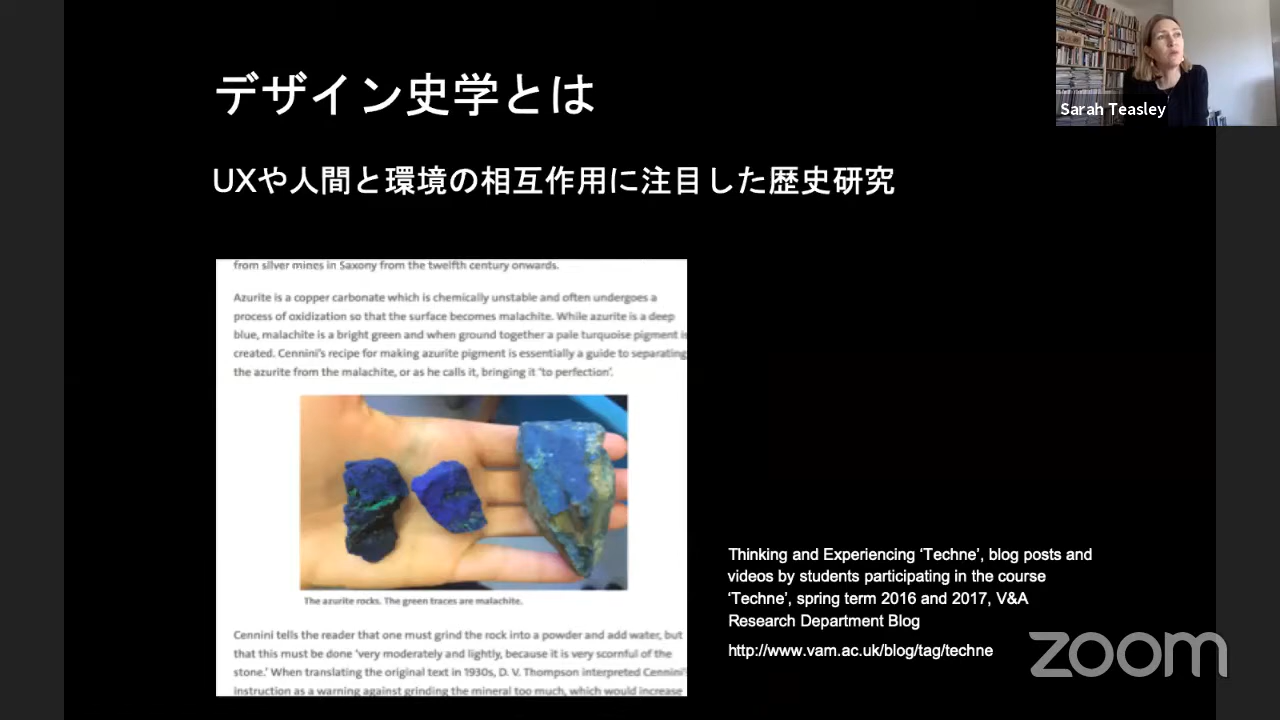 デザイン史学とは
UXや人間と環境の相互作用に注目した歴史研究
Sarah Teasley
from silver mines in Saxony from the twelfth century onwards.
Azurite is a copper carbonate which is chemically unstable and often undergoes a
process of oxidization so that the surface becomes malachite. While azurite is a deep
blue, malachite is a bright green and when ground together a pale turquoise pigment is
created. Cennini's recipe for making azurite pigment is essentially a guide to separating
the azurite from the malachite, or as he calls it, bringing it 'to perfection'.
The azurite rocks. The green traces are malachite.
Cennini tells the reader that one must grind the rock into a powder and add water, but
that this must be done 'very moderately and lightly, because it is very scornful of the
stone.' When translating the original text in 1930s, D. V. Thompson interpreted Cennini's
instruction as a warning against grinding the mineral too much, which would increase
Thinking and Experiencing ‘Techne’, blog posts and
videos by students participating in the course
‘Techne’, spring term 2016 and 2017, V&A
Research Department Blog
http://www.vam.ac.uk/blog/tag/techne
zoom